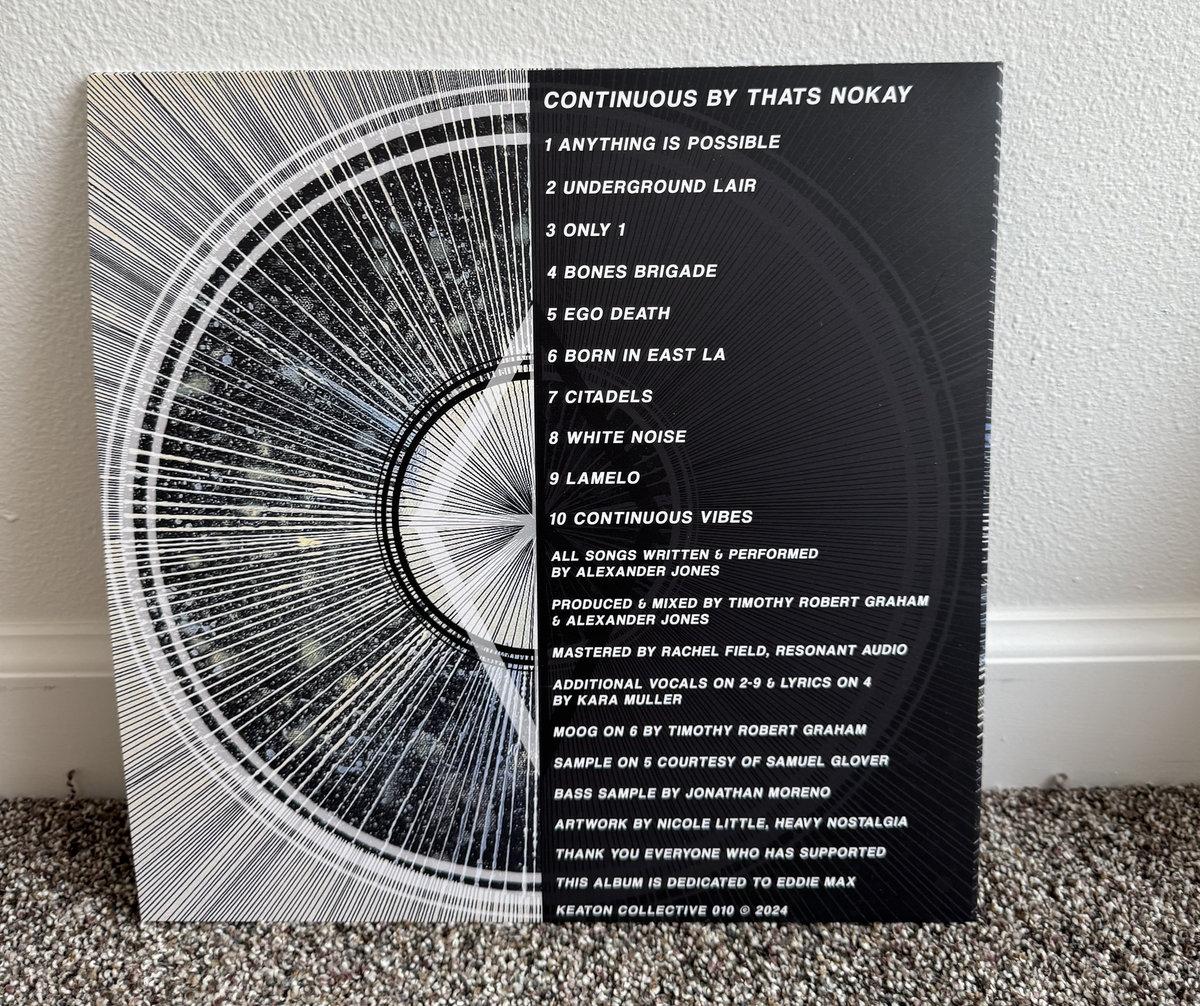 CONTINUOUS BY THATS NOKAY
1 ANYTHING IS POSSIBLE
2 UNDERGROUND LAIR
3 ONLY 1
4 BONES BRIGADE
5 EGO DEATH
6 BORN IN EAST LA
7 CITADELS
8 WHITE NOISE
9 LAMELO
10 CONTINUOUS VIBES
ALL SONGS WRITTEN & PERFORMED
BY ALEXANDER JONES
PRODUCED & MIXED BY TIMOTHY ROBERT GRAHAM
& ALEXANDER JONES
MASTERED BY RACHEL FIELD, RESONANT AUDIO
ADDITIONAL VOCALS ON 2-9 & LYRICS ON 4
BY KARA MULLER
MOOG ON 6 BY TIMOTHY ROBERT GRAHAM
SAMPLE ON 5 COURTESY OF SAMUEL GLOVER
BASS SAMPLE BY JONATHAN MORENO
ARTWORK BY NICOLE LITTLE, HEAVY NOSTALGIA
THANK YOU EVERYONE WHO HAS SUPPORTED
THIS ALBUM IS DEDICATED TO EDDIE MAX
KEATON COLLECTIVE 010 © 2024